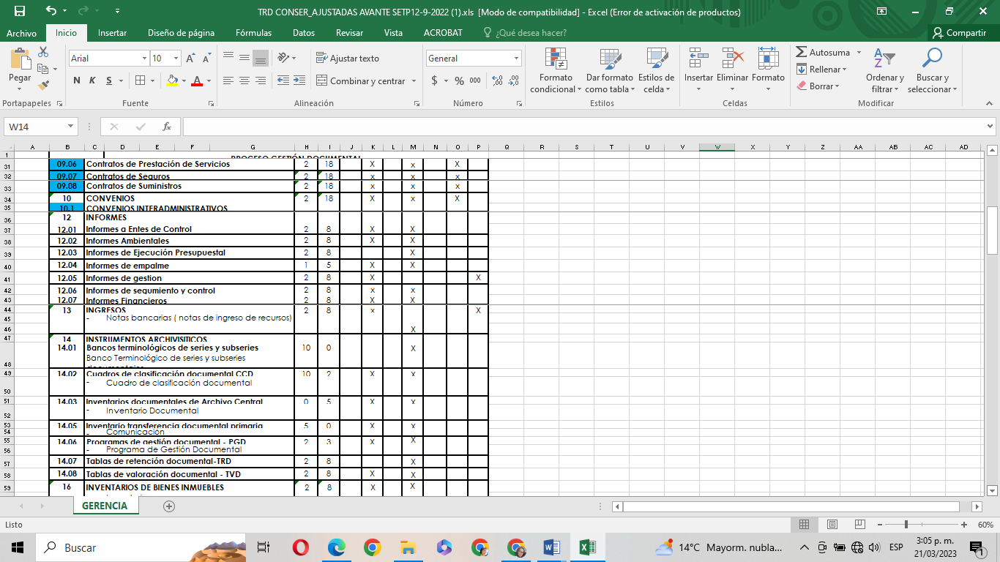 TRD CONSER_AJUSTADAS AVANTE SETP12-9-2022 (1).xls [Modo de compatibilidad] - Excel (Error de activación de productos)
Archivo Inicio Insertar Diseño de página Fórmulas Datos Revisar Vista ACROBAT ¿Qué desea hacer? Compartir
Arial 10 Ajustar texto General Autosuma
Pegar Formato Dar formato Estilos de Insertar Eliminar Formato Rellenar Ordenar y Buscar y
N K S A Combinar y centrar $ % 000 condicional como tabla celda Borrar filtrar seleccionar
Portapapeles Fuente Alineación Número Estilos Celdas Modificar
W14 fx
A B C D E F G H I J K L M N O P Q R S T U V W X Y Z AA AB AC AD
1 PROCESO GESTIÓN DOCUMENTAL
31 09.06 Contratos de Prestación de Servicios 2 18 X x X
32 09.07 Contratos de Seguros 2 18 x x x
33 09.08 Contratos de Suministros 2 18 x x o
34 10 CONVENIOS 2 18 X x X
35 10.1 CONVENIOS INTERADMINISTRATIVOS
36 12 INFORMES
37 12.01 Informes a Entes de Control 2 8 X X
38 12.02 Informes Ambientales 2 8 X X
39 12.03 Informes de Ejecución Presupuestal 2 8 X
40 12.04 Informes de empalme 1 5 X X
41 12.05 Informes de gestion 2 8 X X
42 12.06 Informes de segumiento y control 2 8 x x
43 12.07 Informes Financieros 2 8 X X
44 13 INGRESOS 2 8 x X
45 - Notas bancarias ( notas de ingreso de recursos)
46 X
47 14 INSTRUMENTOS ARCHIVISITICOS
14.01 Bancos terminológicos de series y subseries 10 0 X
48 Banco Terminológico de series y subseries
documentales
49 14.02 Cuadros de clasificación documental CCD 10 2 X x
50 - Cuadro de clasificación documental
51 14.03 Inventarios documentales de Archivo Central 0 5 X x
52 - Inventario Documental
53 14.05 Inventario transferencia documental primaria 5 0 X x
54 - Comunicación
55 14.06 Programas de gestión documental - PGD 2 3 X X
56 - Programa de Gestión Documental
57 14.07 Tablas de retención documental-TRD 2 8 X
58 14.08 Tablas de valoración documental - TVD 2 8 X X
59 16 INVENTARIOS DE BIENES INMUEBLES 2 8 X X
GERENCIA
Listo 60%
Buscar 14°C Mayorm. nubla... ESP 3:05 p. m.
21/03/2023 1